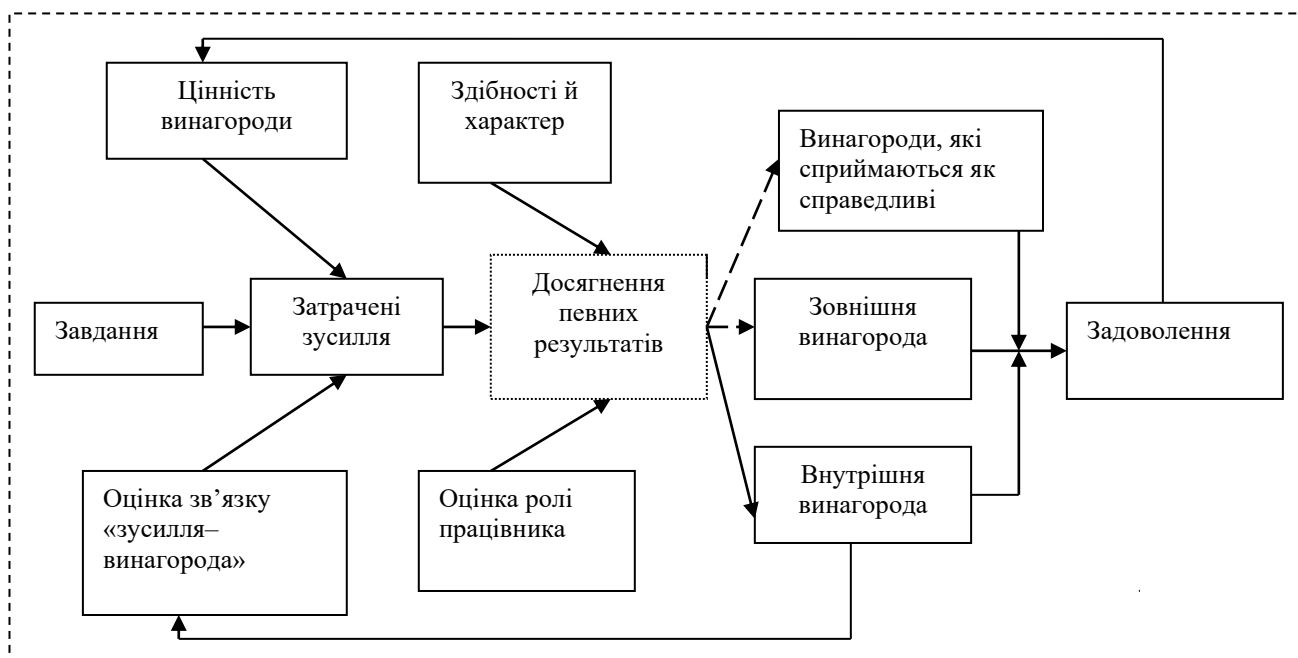 Цінність
винагороди
Здібності й
характер
Винагороди, які
сприймаються як
справедливі
Завдання
Затрачені
зусилля
Досягнення
певних
результатів
Зовнішня
винагорода
Задоволення
Оцінка зв’язку
«зусилля–
винагорода»
Оцінка ролі
працівника
Внутрішня
винагорода